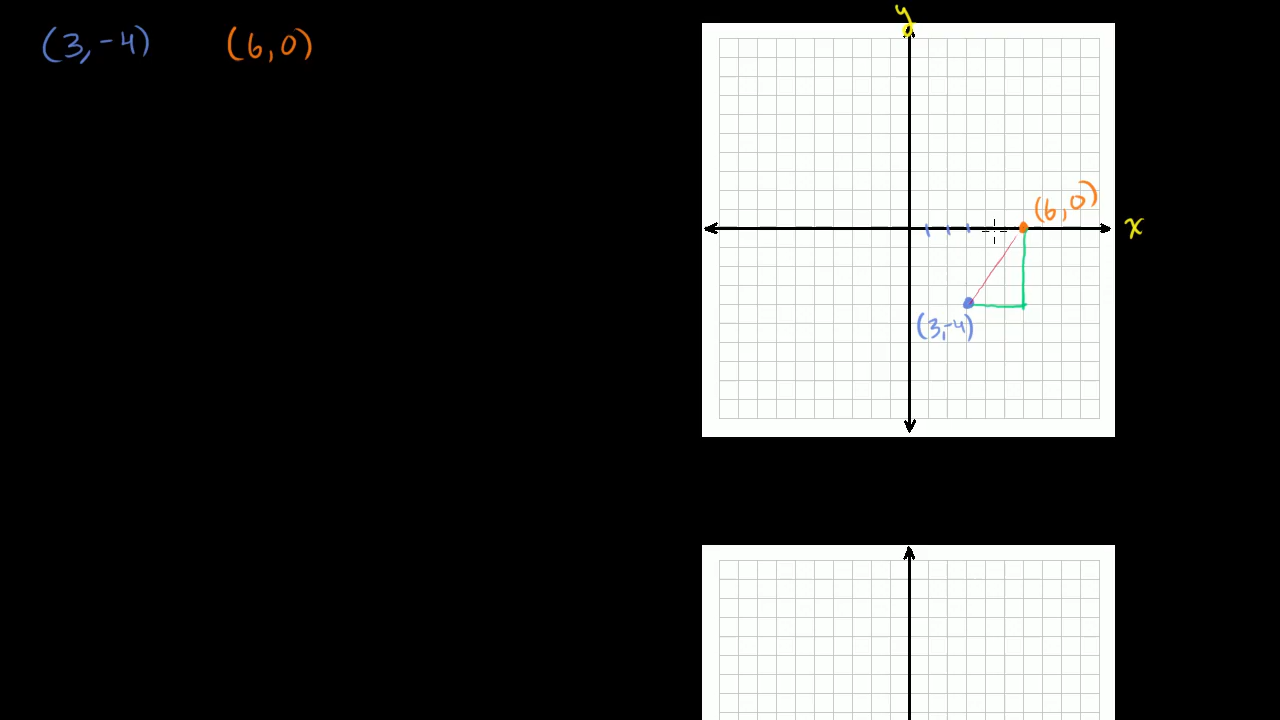 (3,-4) (6,0)
y
(6,0)
x
(3,-4)